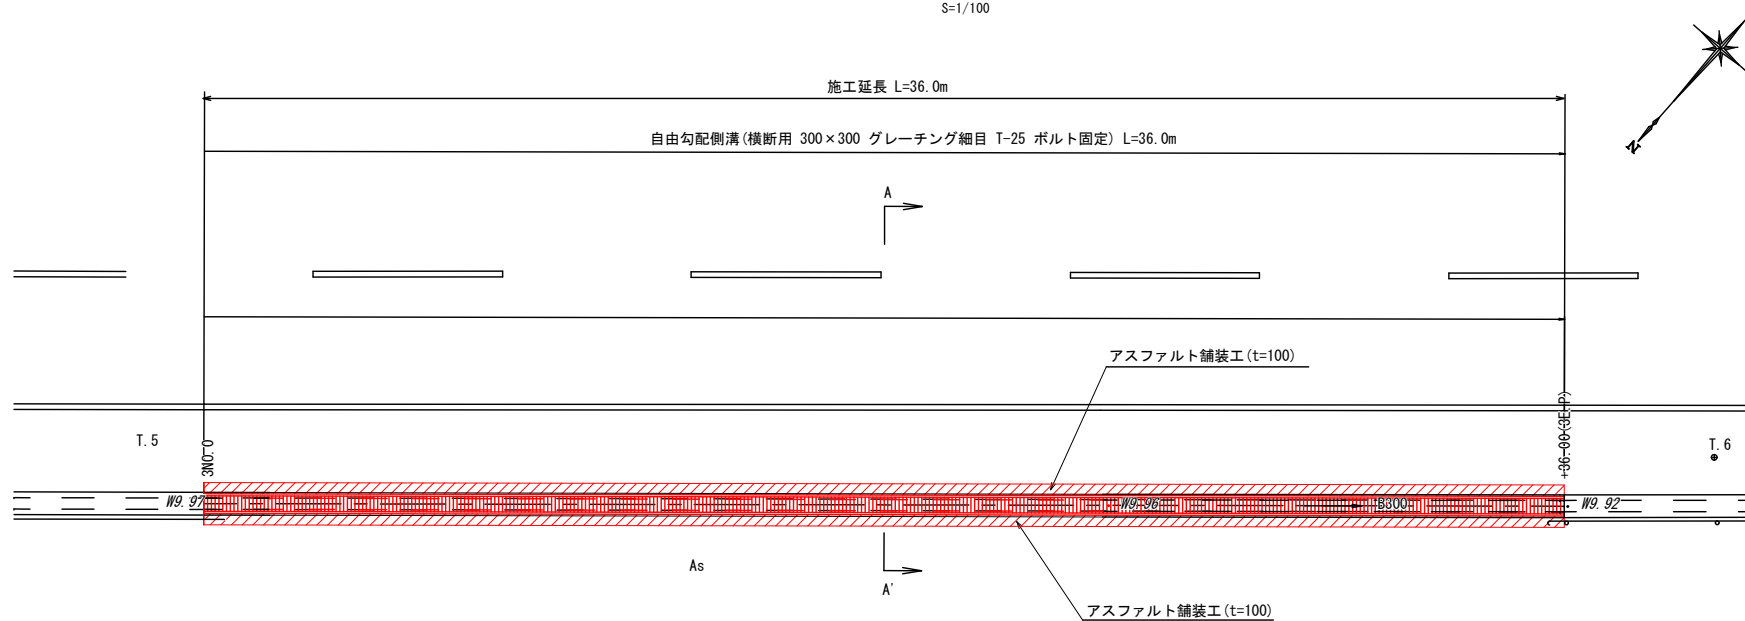 S=1/100
N
施工延長 L=36.0m
自由勾配側溝(横断用 300×300 グレーチング細目 T-25 ボルト固定) L=36.0m
A
アスファルト舗装工(t=100)
T.5
3NO.0
+36.00(3E.P)
T.6
W9.97
W9.96
B300
W9.92
As
A'
アスファルト舗装工(t=100)